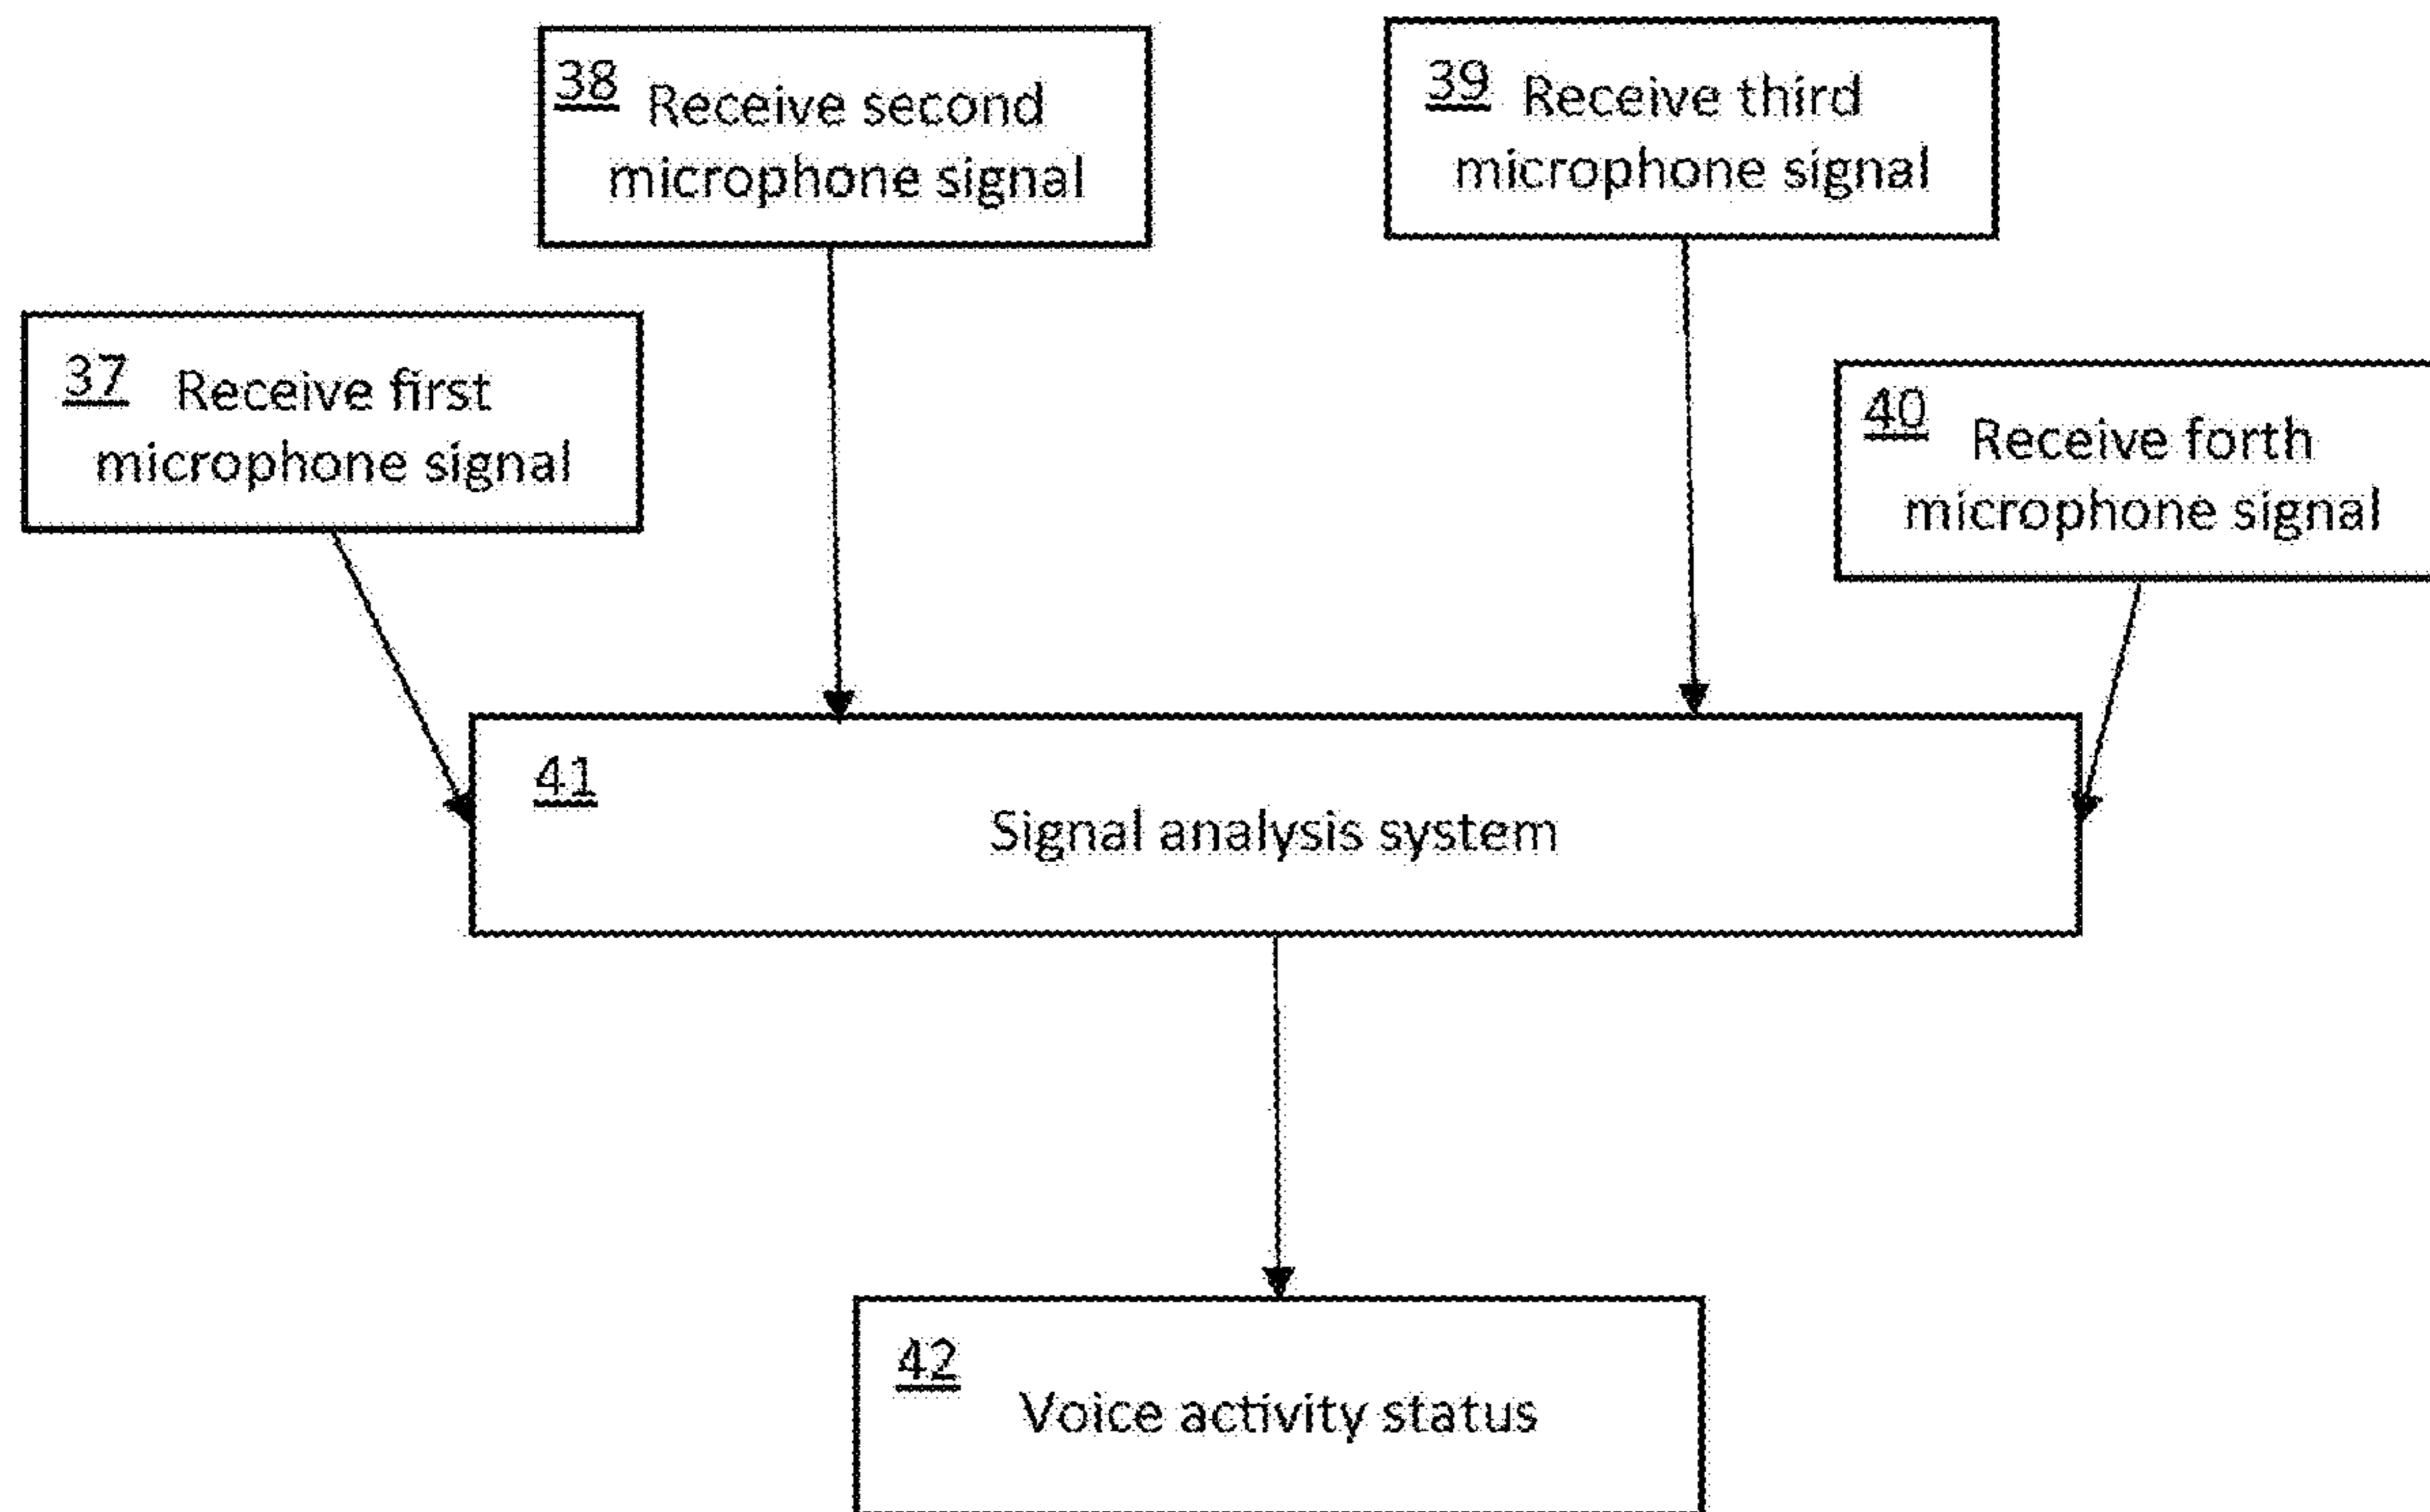 38 Receive second
microphone signal
39 Receive third
microphone signal
37 Receive first
microphone signal
40 Receive forth
microphone signal
41
Signal analysis system
42
Voice activity status